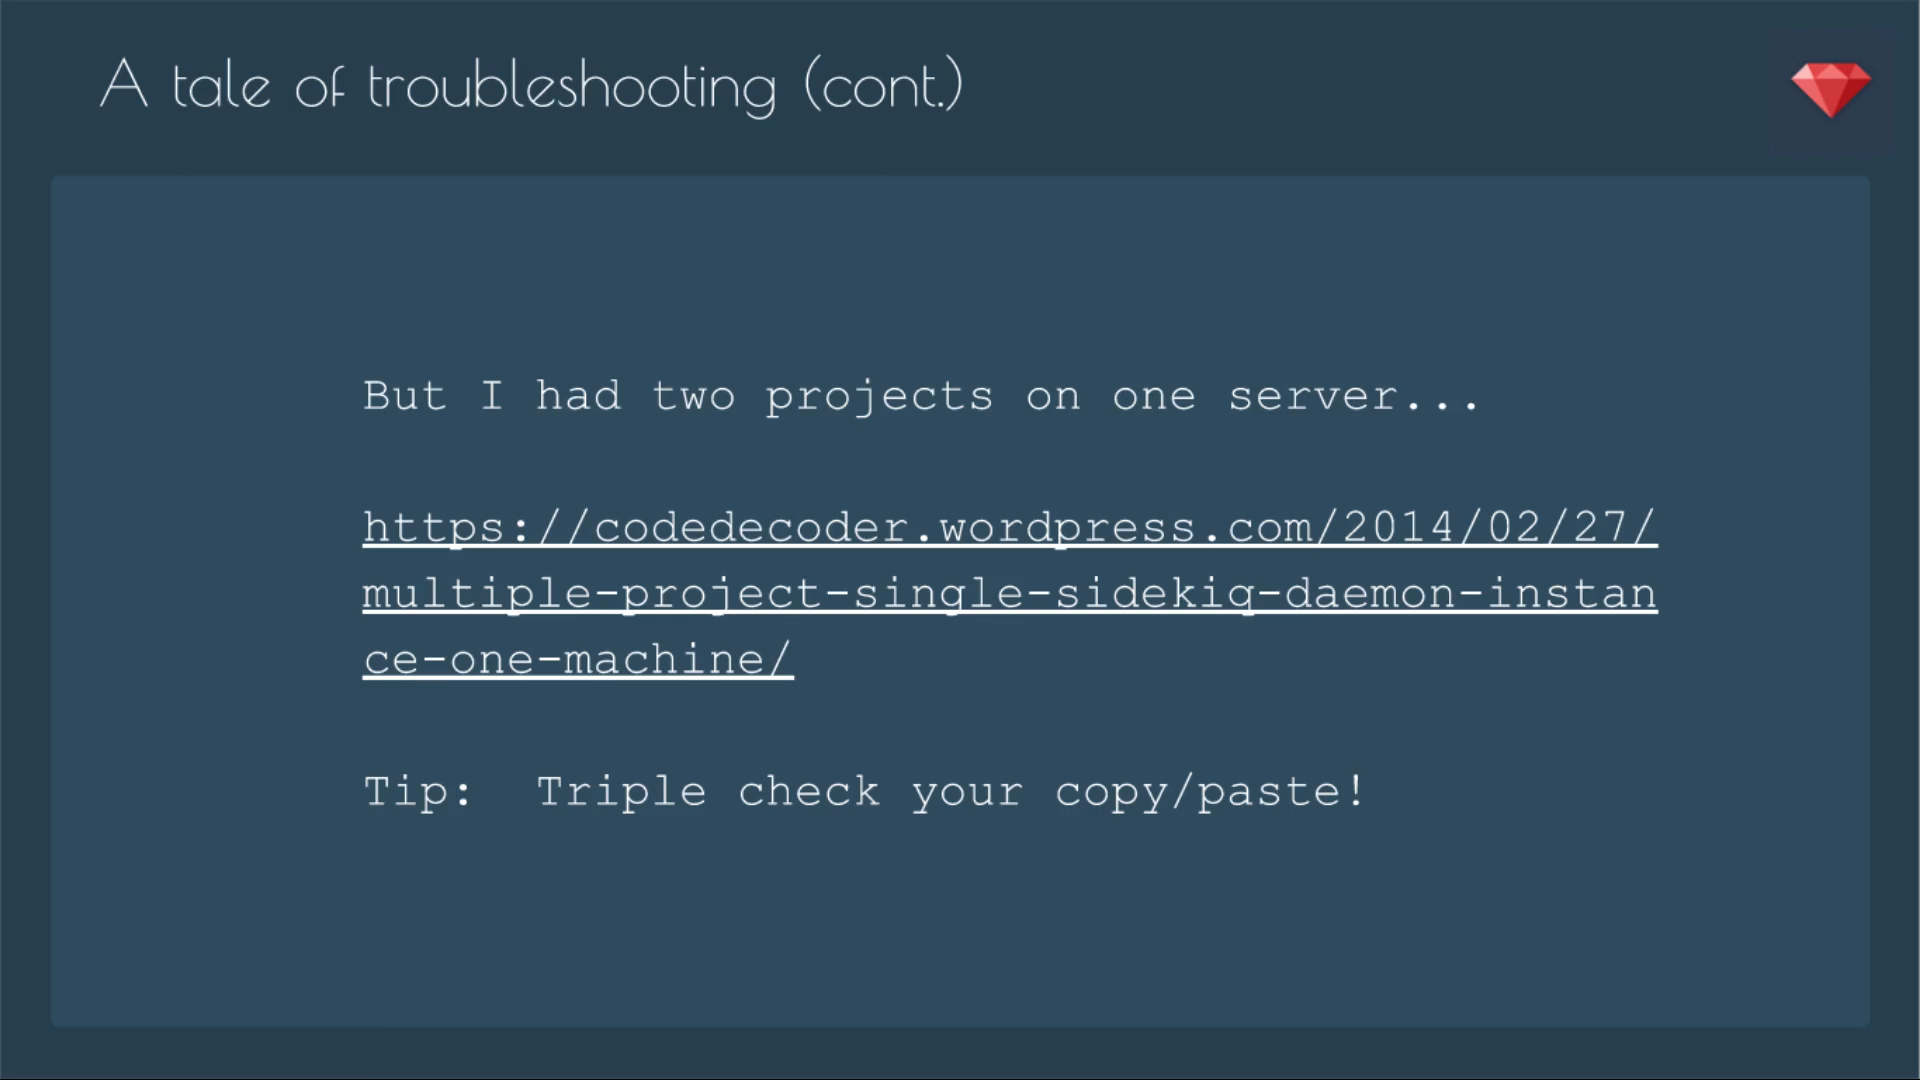 A tale of troubleshooting (cont.)
But I had two projects on one server...
https://codedecoder.wordpress.com/2014/02/27/
multiple-project-single-sidekiq-daemon-instan
ce-one-machine/
Tip:  Triple check your copy/paste!